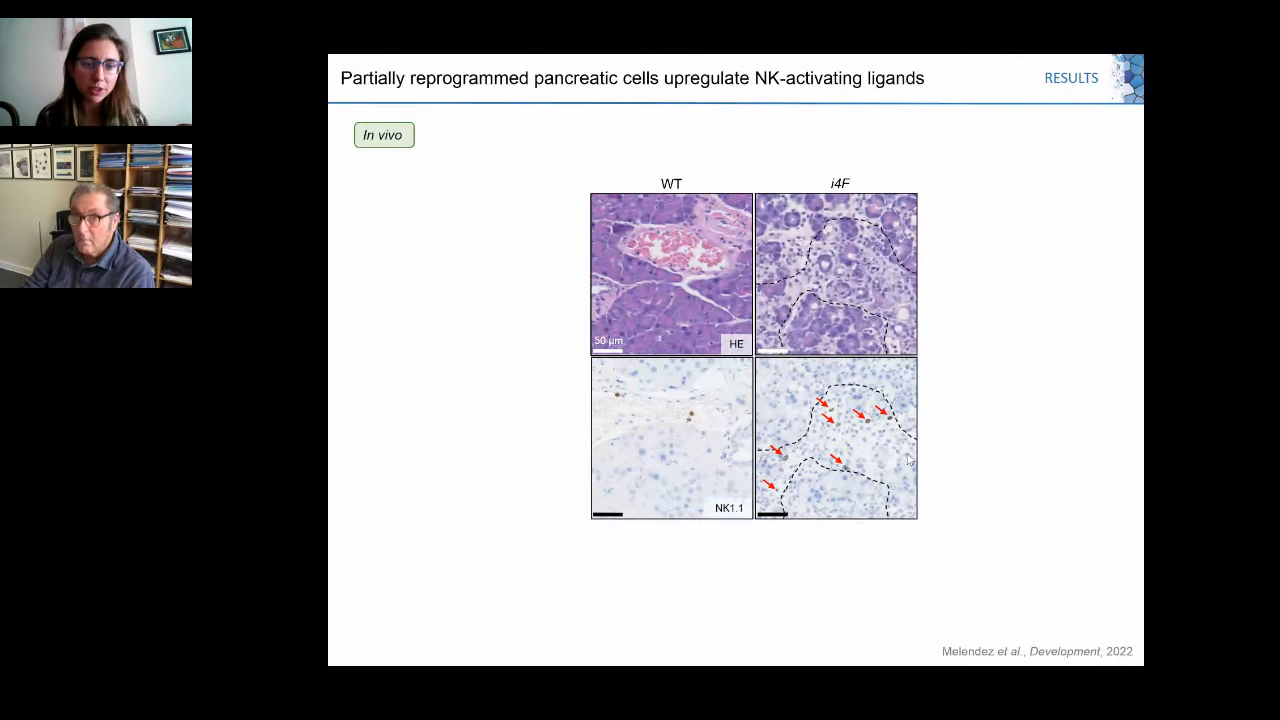 Partially reprogrammed pancreatic cells upregulate NK-activating ligands
RESULTS
In vivo
WT
i4F
50 μm
HE
NK1.1
Melendez et al., Development, 2022